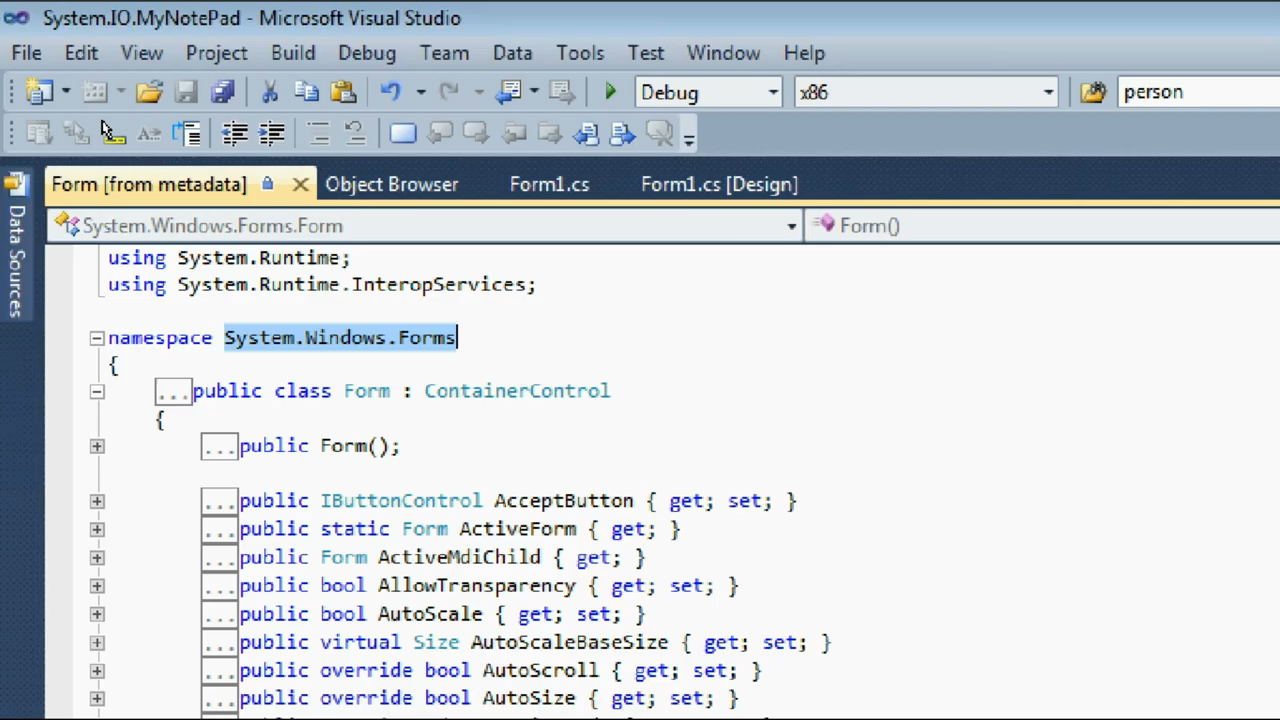 System.IO.MyNotePad - Microsoft Visual Studio
File Edit View Project Build Debug Team Data Tools Test Window Help
Debug x86 person
Form [from metadata] Object Browser Form1.cs Form1.cs [Design]
Data Sources
System.Windows.Forms.Form Form()
using System.Runtime;
using System.Runtime.InteropServices;
namespace System.Windows.Forms
{
...public class Form : ContainerControl
{
...public Form();
...public IButtonControl AcceptButton { get; set; }
...public static Form ActiveForm { get; }
...public Form ActiveMdiChild { get; }
...public bool AllowTransparency { get; set; }
...public bool AutoScale { get; set; }
...public virtual Size AutoScaleBaseSize { get; set; }
...public override bool AutoScroll { get; set; }
...public override bool AutoSize { get; set; }